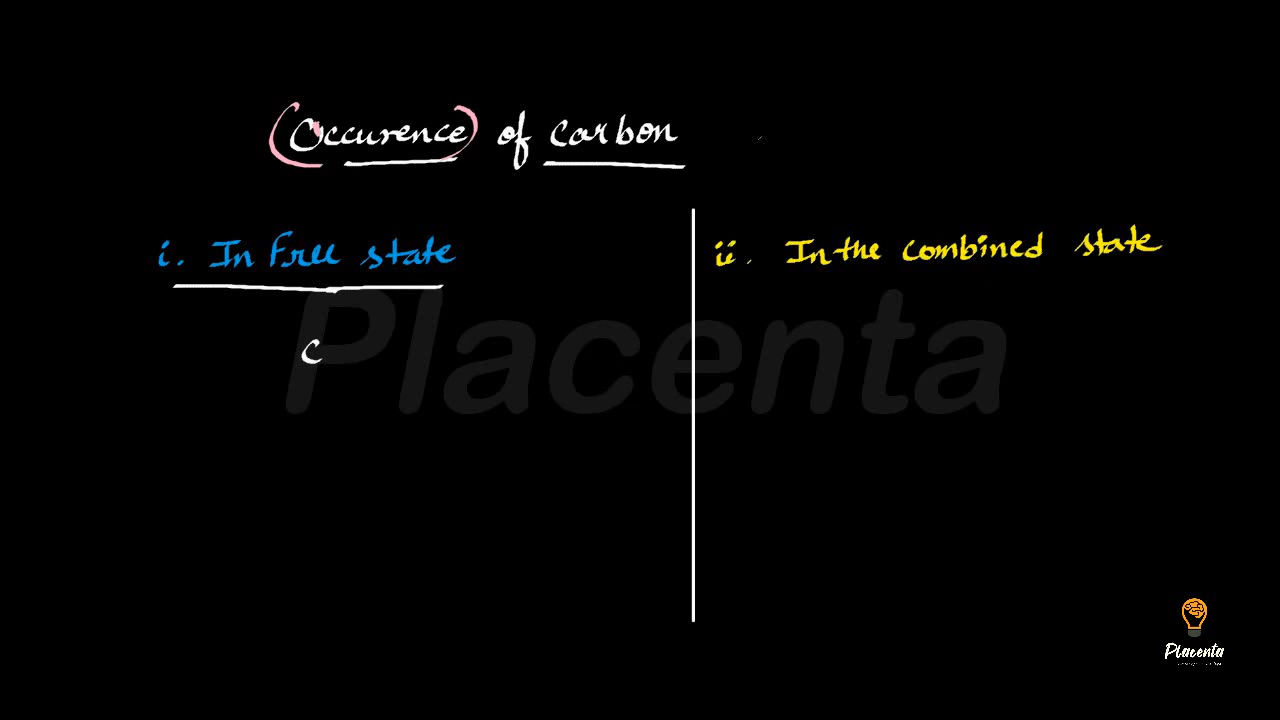 Occurence of carbon
i. In Free state
ii. In the combined state
C
Placenta
Placenta